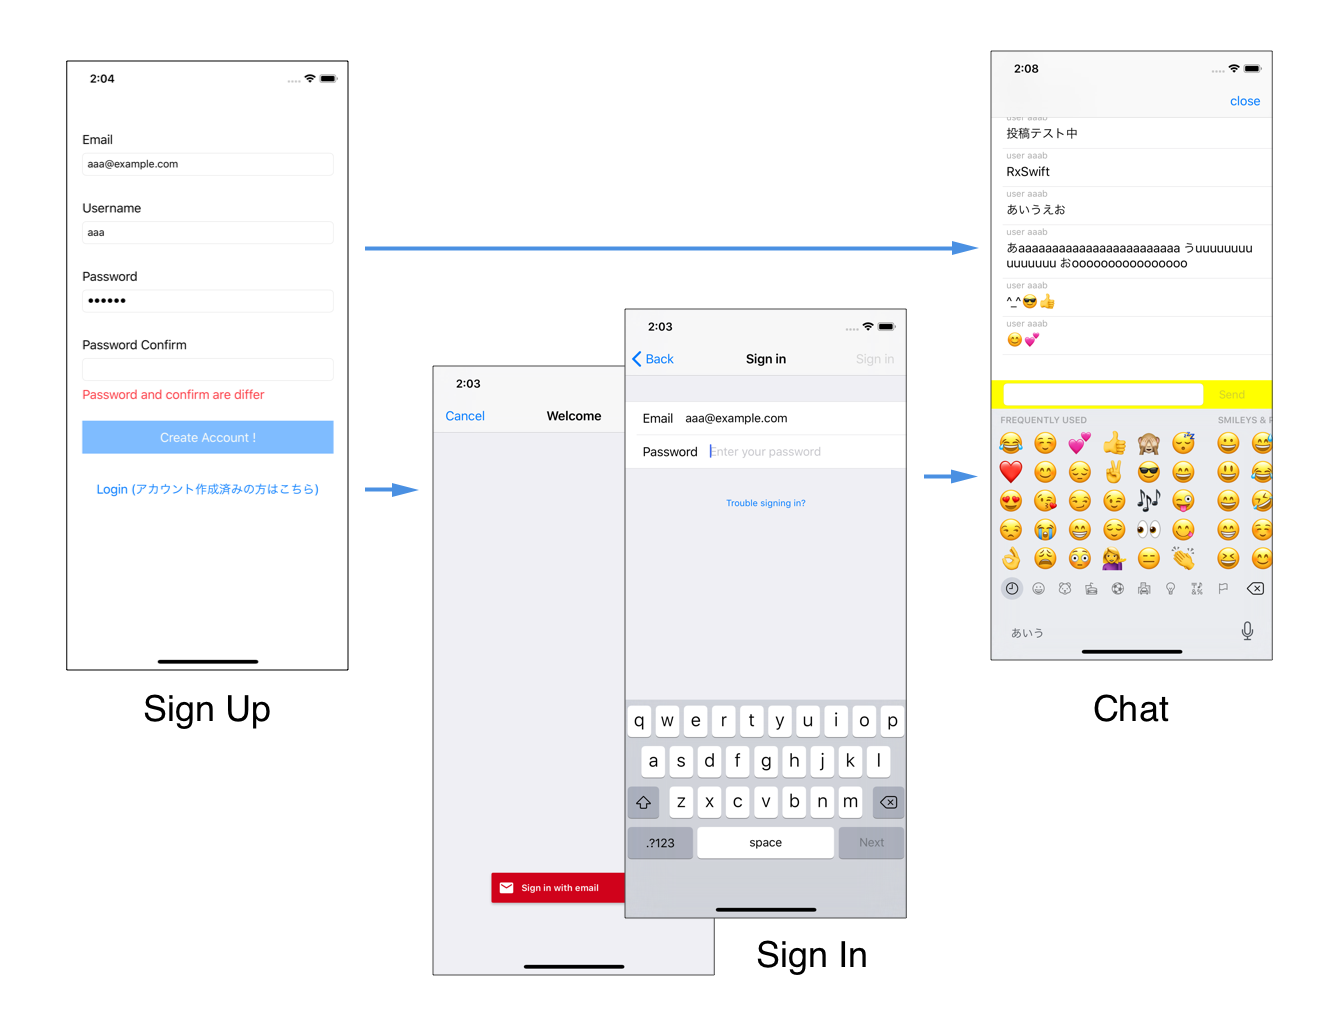 2:04
Email
aaa@example.com
Username
aaa
Password
••••••
Password Confirm
Password and confirm are differ
Create Account !
Login (アカウント作成済みの方はこちら)
Sign Up
2:03
Cancel
Welcome
Sign in with email
2:03
Back
Sign in
Sign in
Email aaa@example.com
Password Enter your password
Trouble signing in?
q w e r t y u i o p
a s d f g h j k l
z x c v b n m
.?123 space Next
Sign In
2:08
close
user aaab
投稿テスト中
user aaab
RxSwift
user aaab
あいうえお
user aaab
あaaaaaaaaaaaaaaaaaaaaaaaa うuuuuuuuu
uuuuuuu おoooooooooooooooo
user aaab
^_^😎👍
user aaab
😊💕
Send
FREQUENTLY USED
SMILEYS &
あいう
Chat